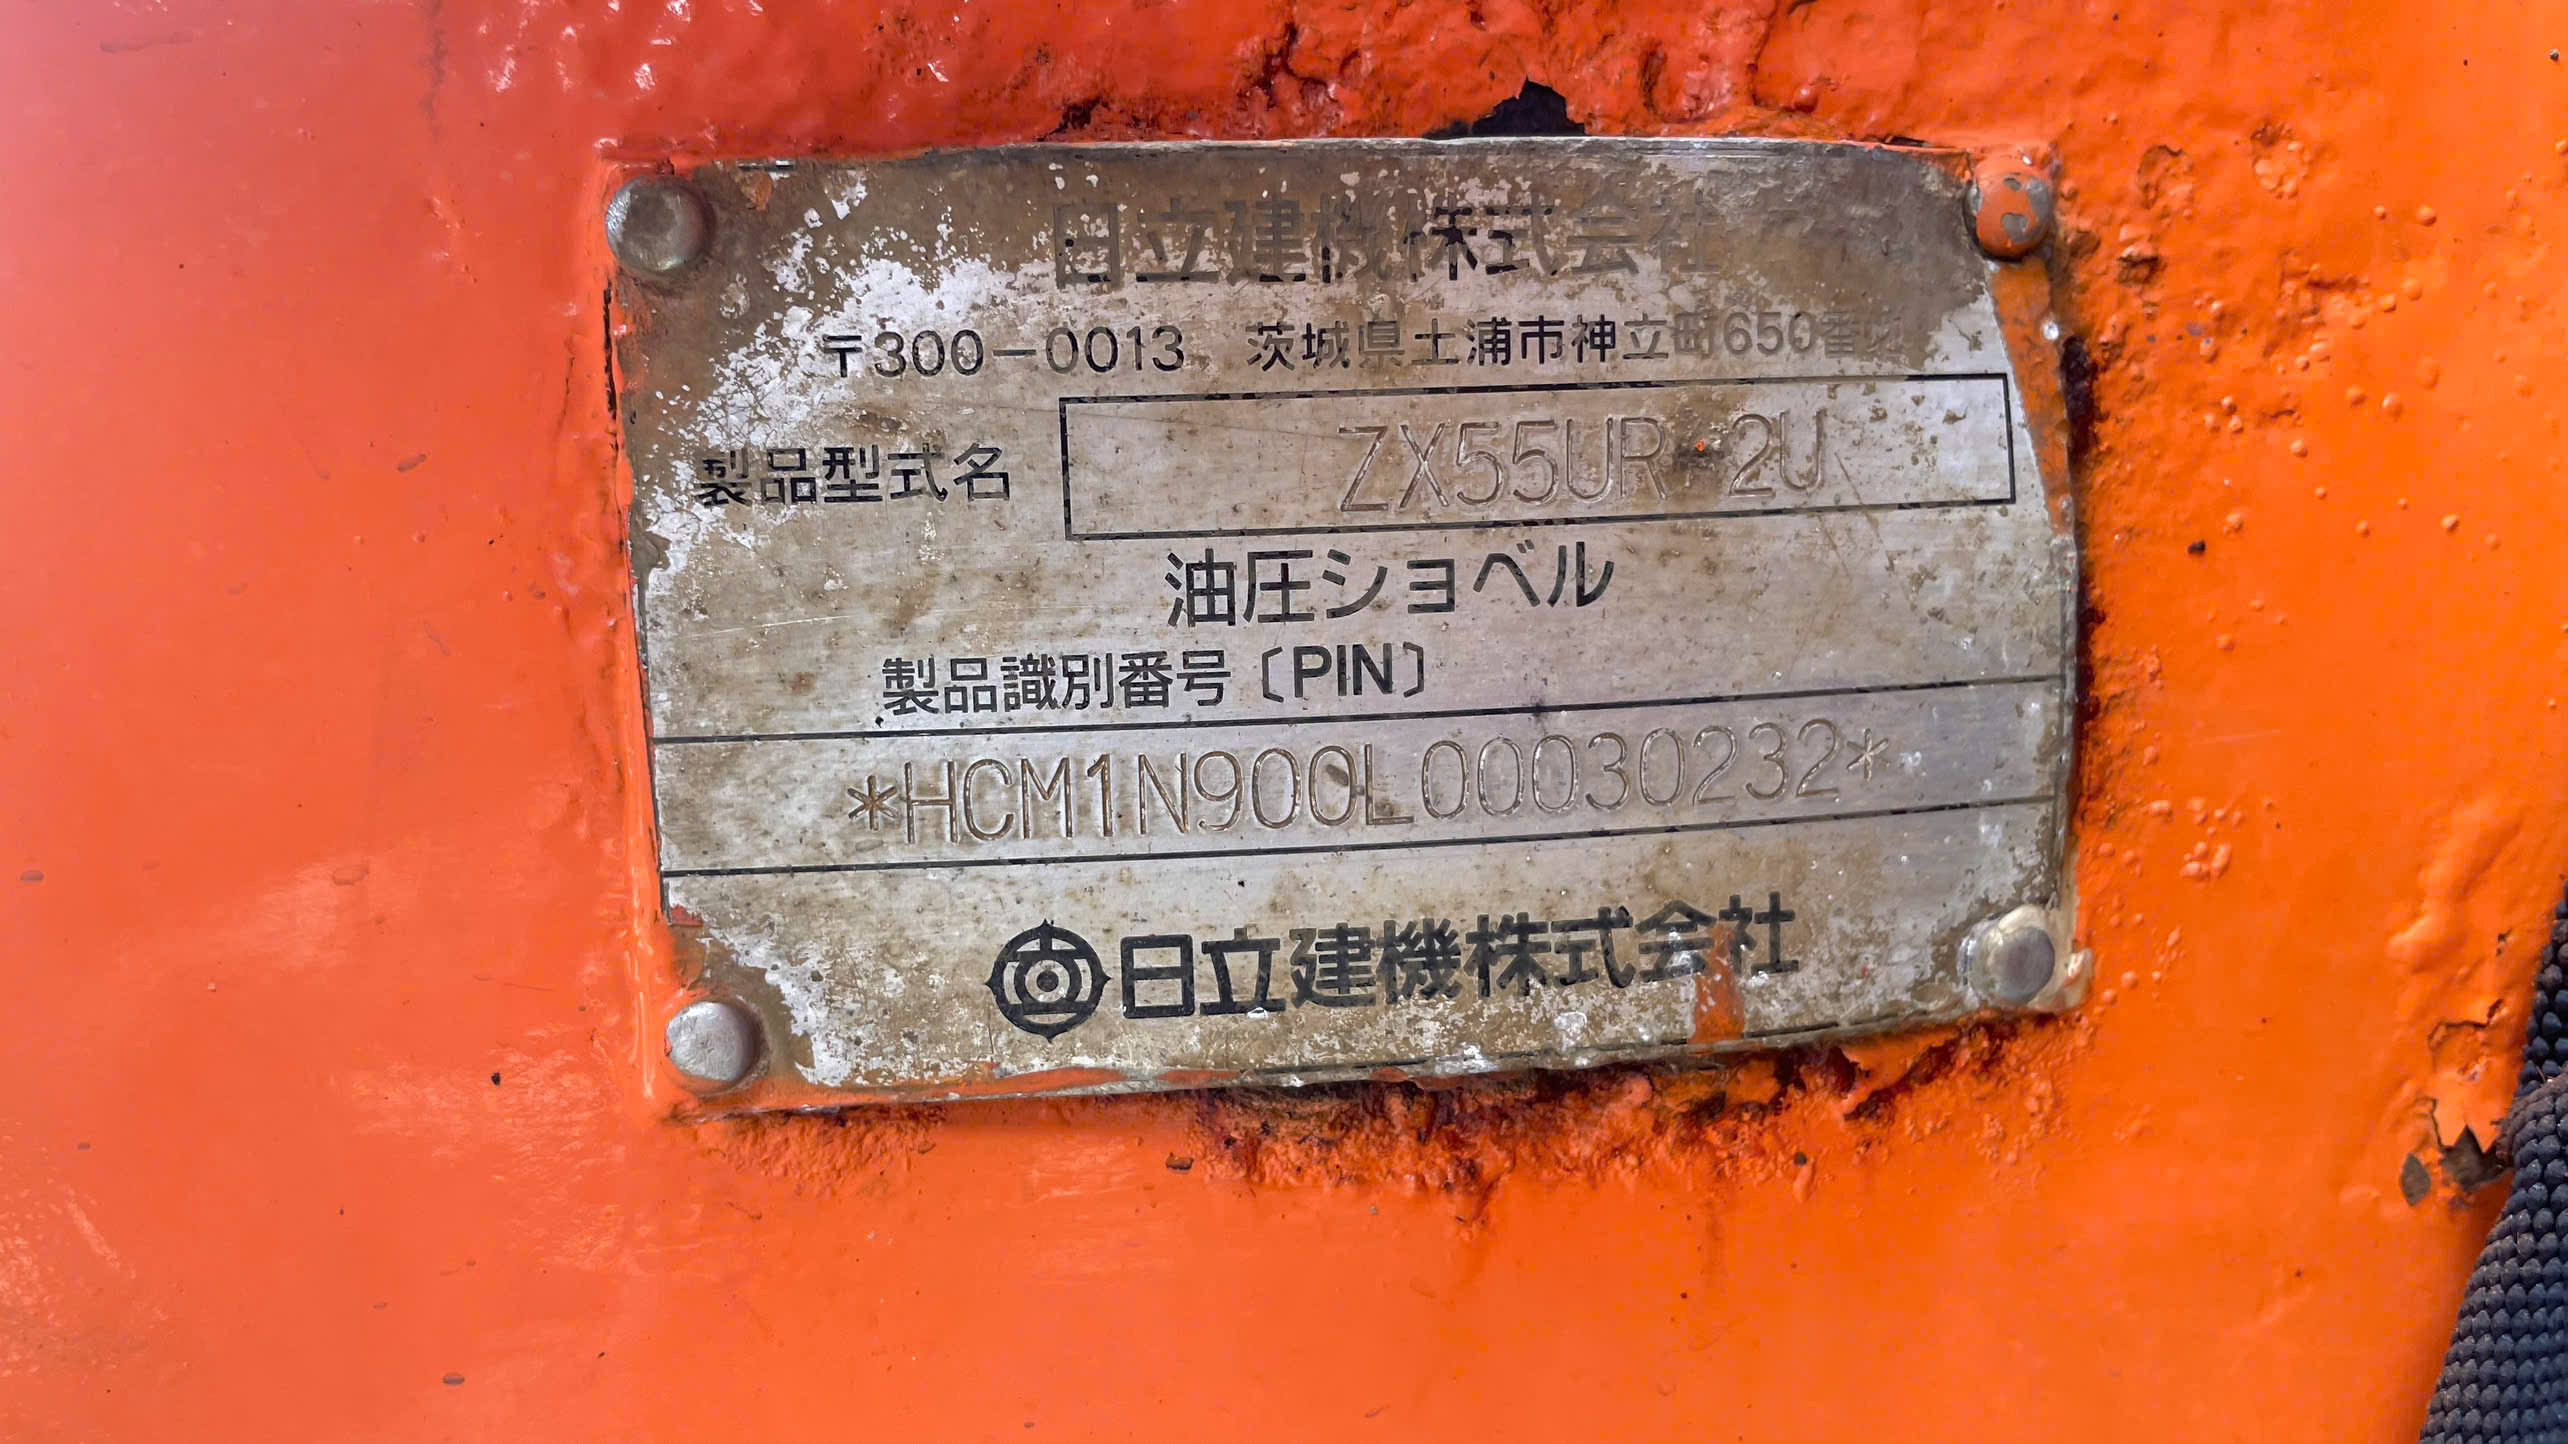 日立建機株式会社
〒300-0013 茨城県土浦市神立町650番
製品型式名 ZX55UR-2U
油圧ショベル
製品識別番号〔PIN〕
*HCM1N900L00030232*
日立建機株式会社